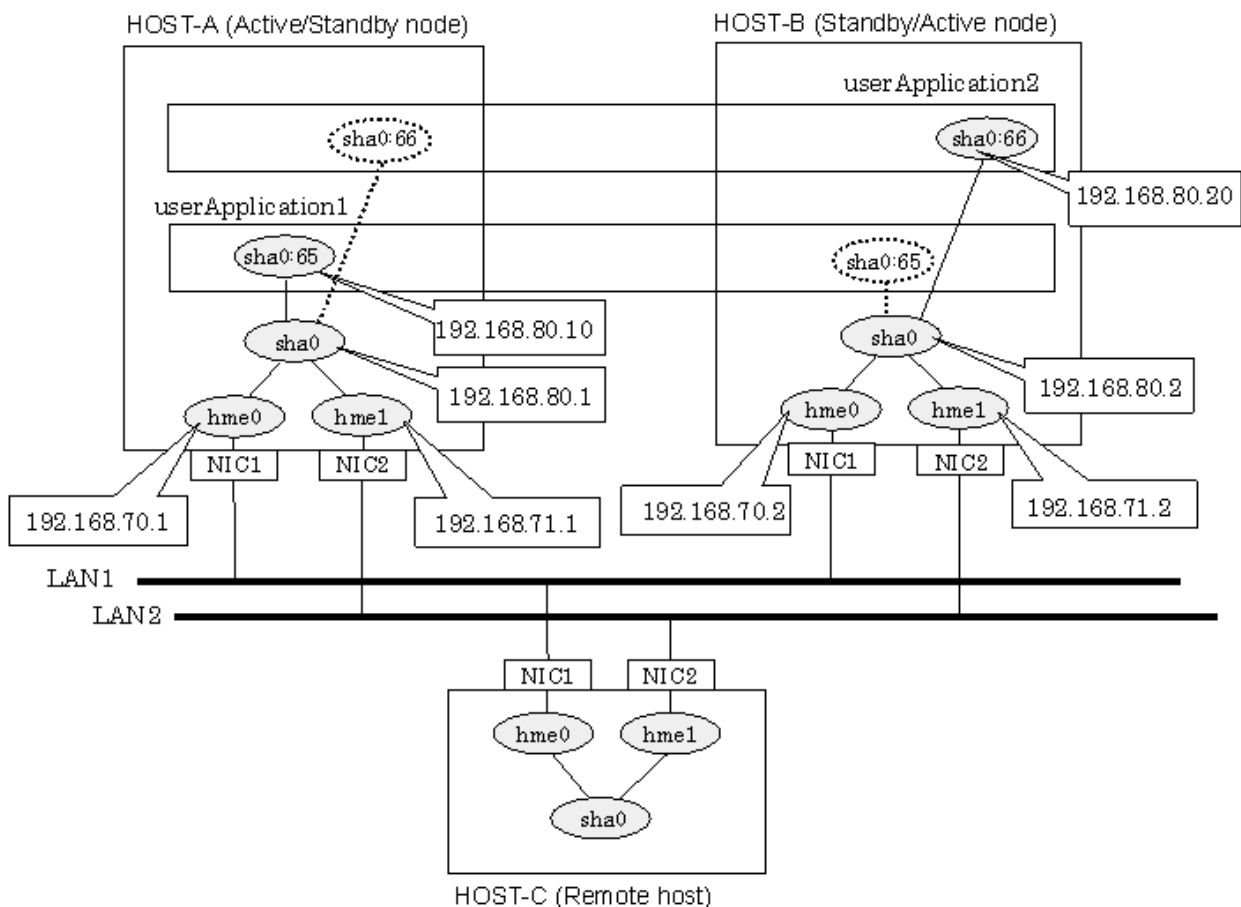 HOST-A (Active/Standby node)
HOST-B (Standby/Active node)
userApplication2
sha0:66
sha0:66
192.168.80.20
userApplication1
sha0:65
sha0:65
192.168.80.10
sha0
sha0
192.168.80.1
192.168.80.2
hme0
hme1
hme0
hme1
NIC1
NIC2
NIC1
NIC2
192.168.70.1
192.168.71.1
192.168.70.2
192.168.71.2
LAN1
LAN2
NIC1
NIC2
hme0
hme1
sha0
HOST-C (Remote host)